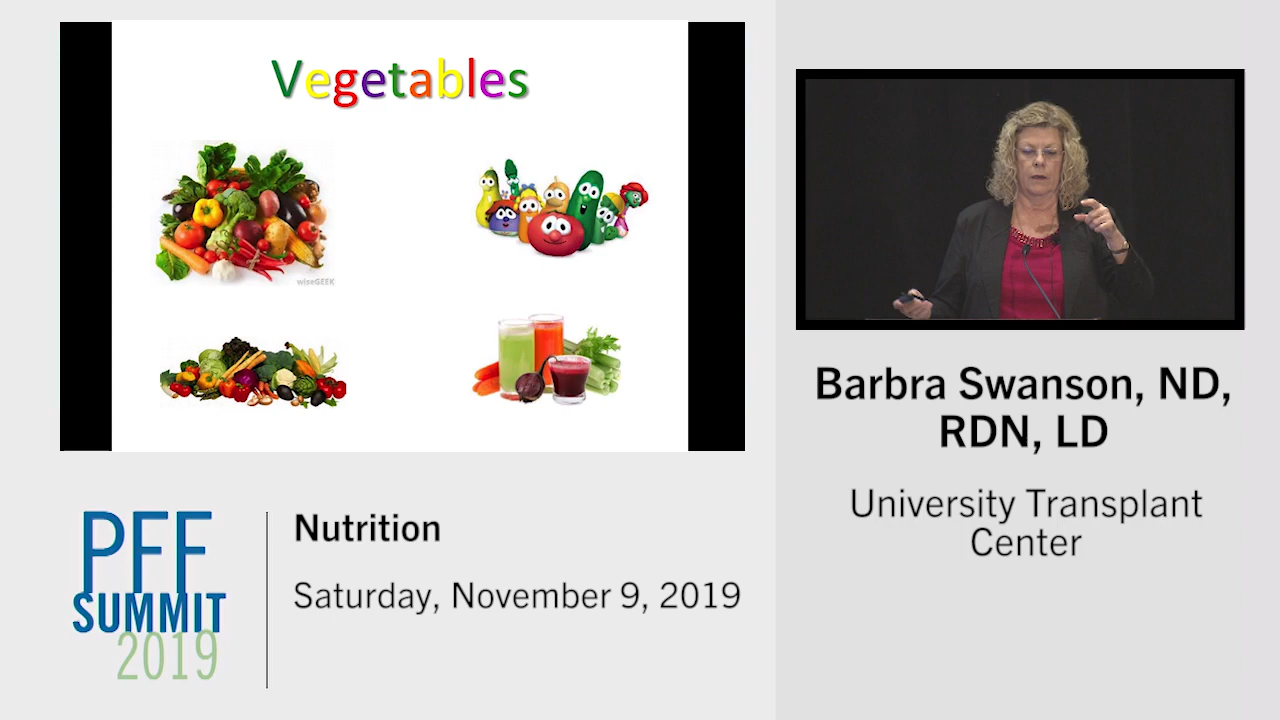 Vegetables
wiseGEEK
Barbra Swanson, ND,
RDN, LD
University Transplant
Center
PFF
SUMMIT
2019
Nutrition
Saturday, November 9, 2019